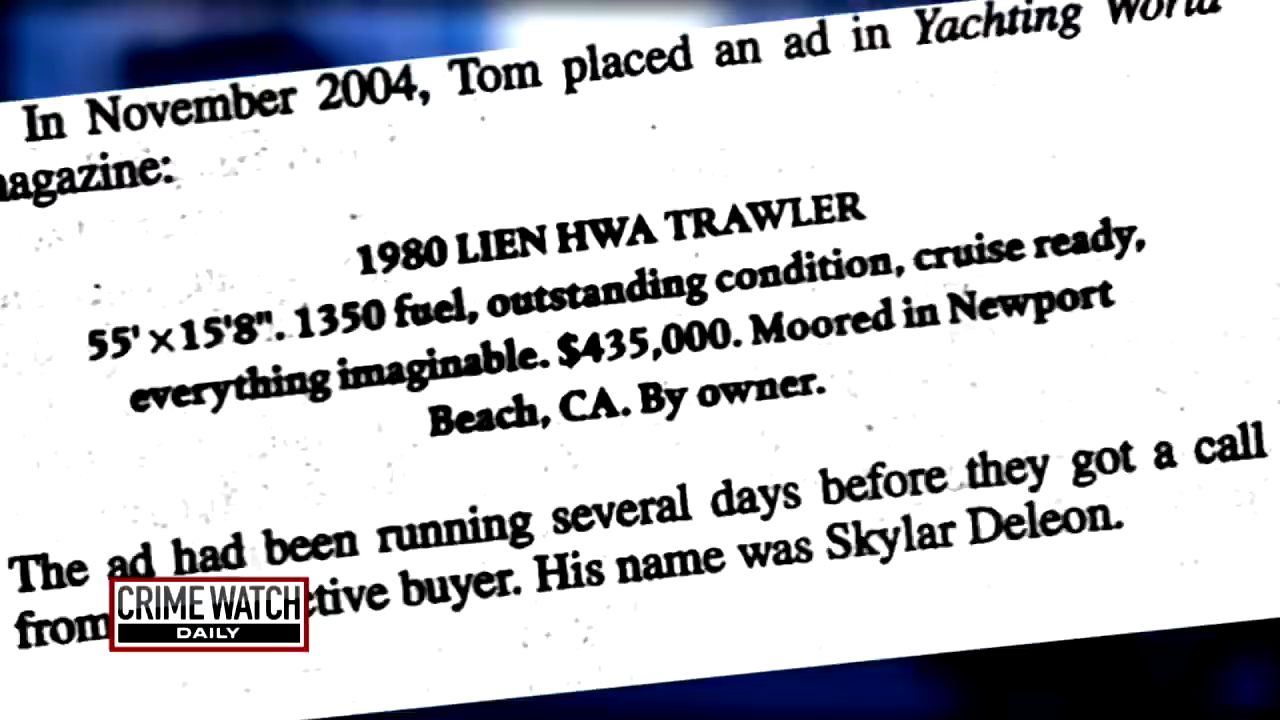 In November 2004, Tom placed an ad in Yachting World
magazine:
1980 LIEN HWA TRAWLER
55' × 15'8". 1350 fuel, outstanding condition, cruise ready,
everything imaginable. $435,000. Moored in Newport
Beach, CA. By owner.
The ad had been running several days before they got a call
from ctive buyer. His name was Skylar Deleon.
CRIME WATCH
DAILY